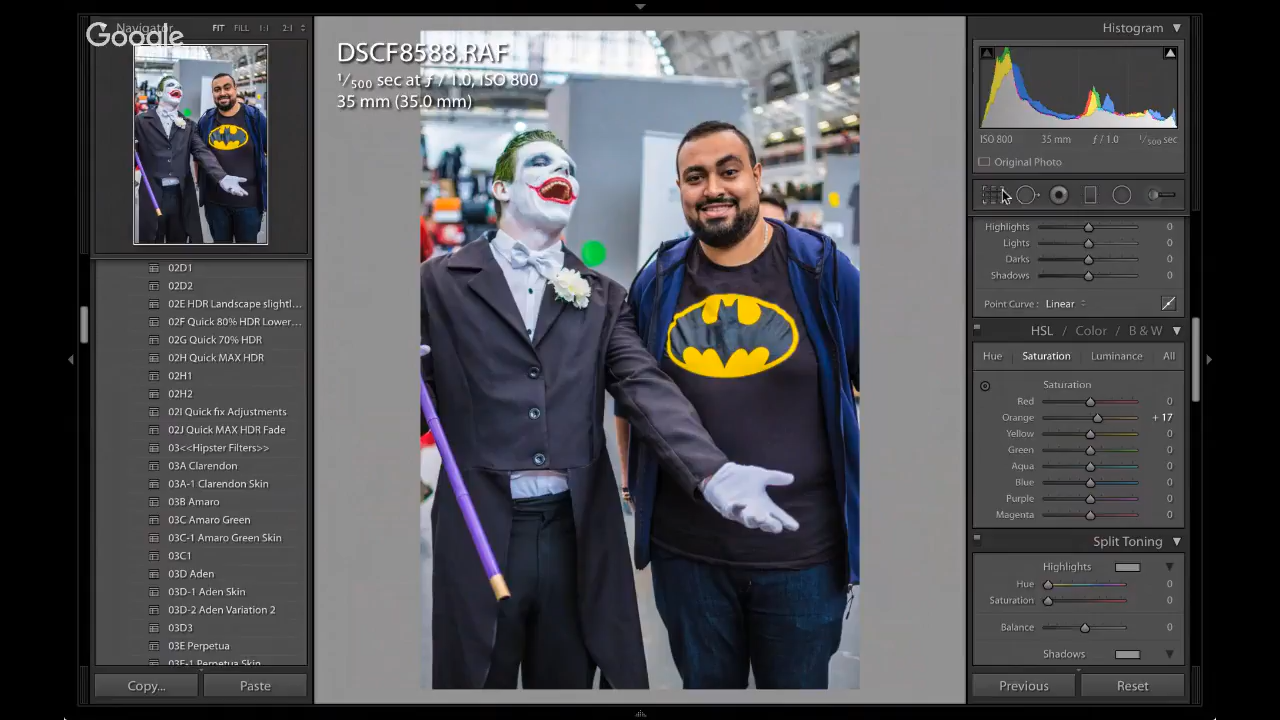 Navigator FIT FILL 1:1 2:1
Google
DSCF8588.RAF
1/500 sec at ƒ / 1.0, ISO 800
35 mm (35.0 mm)
02D1
02D2
02E HDR Landscape slightl...
02F Quick 80% HDR Lower...
02G Quick 70% HDR
02H Quick MAX HDR
02H1
02H2
02I Quick fix Adjustments
02J Quick MAX HDR Fade
03<<Hipster Filters>>
03A Clarendon
03A-1 Clarendon Skin
03B Amaro
03C Amaro Green
03C-1 Amaro Green Skin
03C1
03D Aden
03D-1 Aden Skin
03D-2 Aden Variation 2
03D3
03E Perpetua
03E-1 Perpetua Skin
Copy... Paste
Histogram
ISO 800 35 mm ƒ / 1.0 1/500 sec
Original Photo
Highlights 0
Lights 0
Darks 0
Shadows 0
Point Curve : Linear
HSL / Color / B & W
Hue Saturation Luminance All
Saturation
Red 0
Orange + 17
Yellow 0
Green 0
Aqua 0
Blue 0
Purple 0
Magenta 0
Split Toning
Highlights
Hue 0
Saturation 0
Balance 0
Shadows
Previous Reset